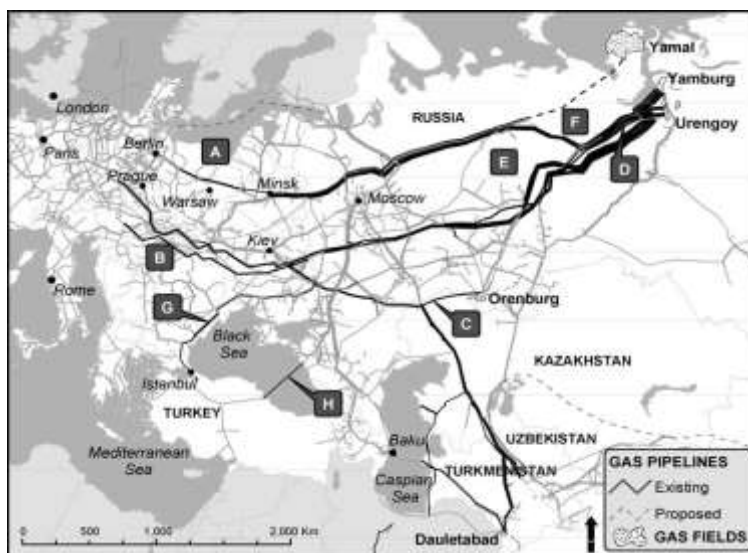 Yamal
Yamburg
London
RUSSIA
F
Urengoy
Paris
Berlin
A
E
D
Prague
Minsk
Warsaw
Moscow
Kiev
B
Rome
Orenburg
G
C
Black
Sea
KAZAKHSTAN
Istanbul
H
TURKEY
UZBEKISTAN
Mediterranean
Sea
Baku
TURKMENISTAN
Caspian
Sea
GAS PIPELINES
Existing
Proposed
GAS FIELDS
0 500 1,000 2,000 Km
Dauletabad